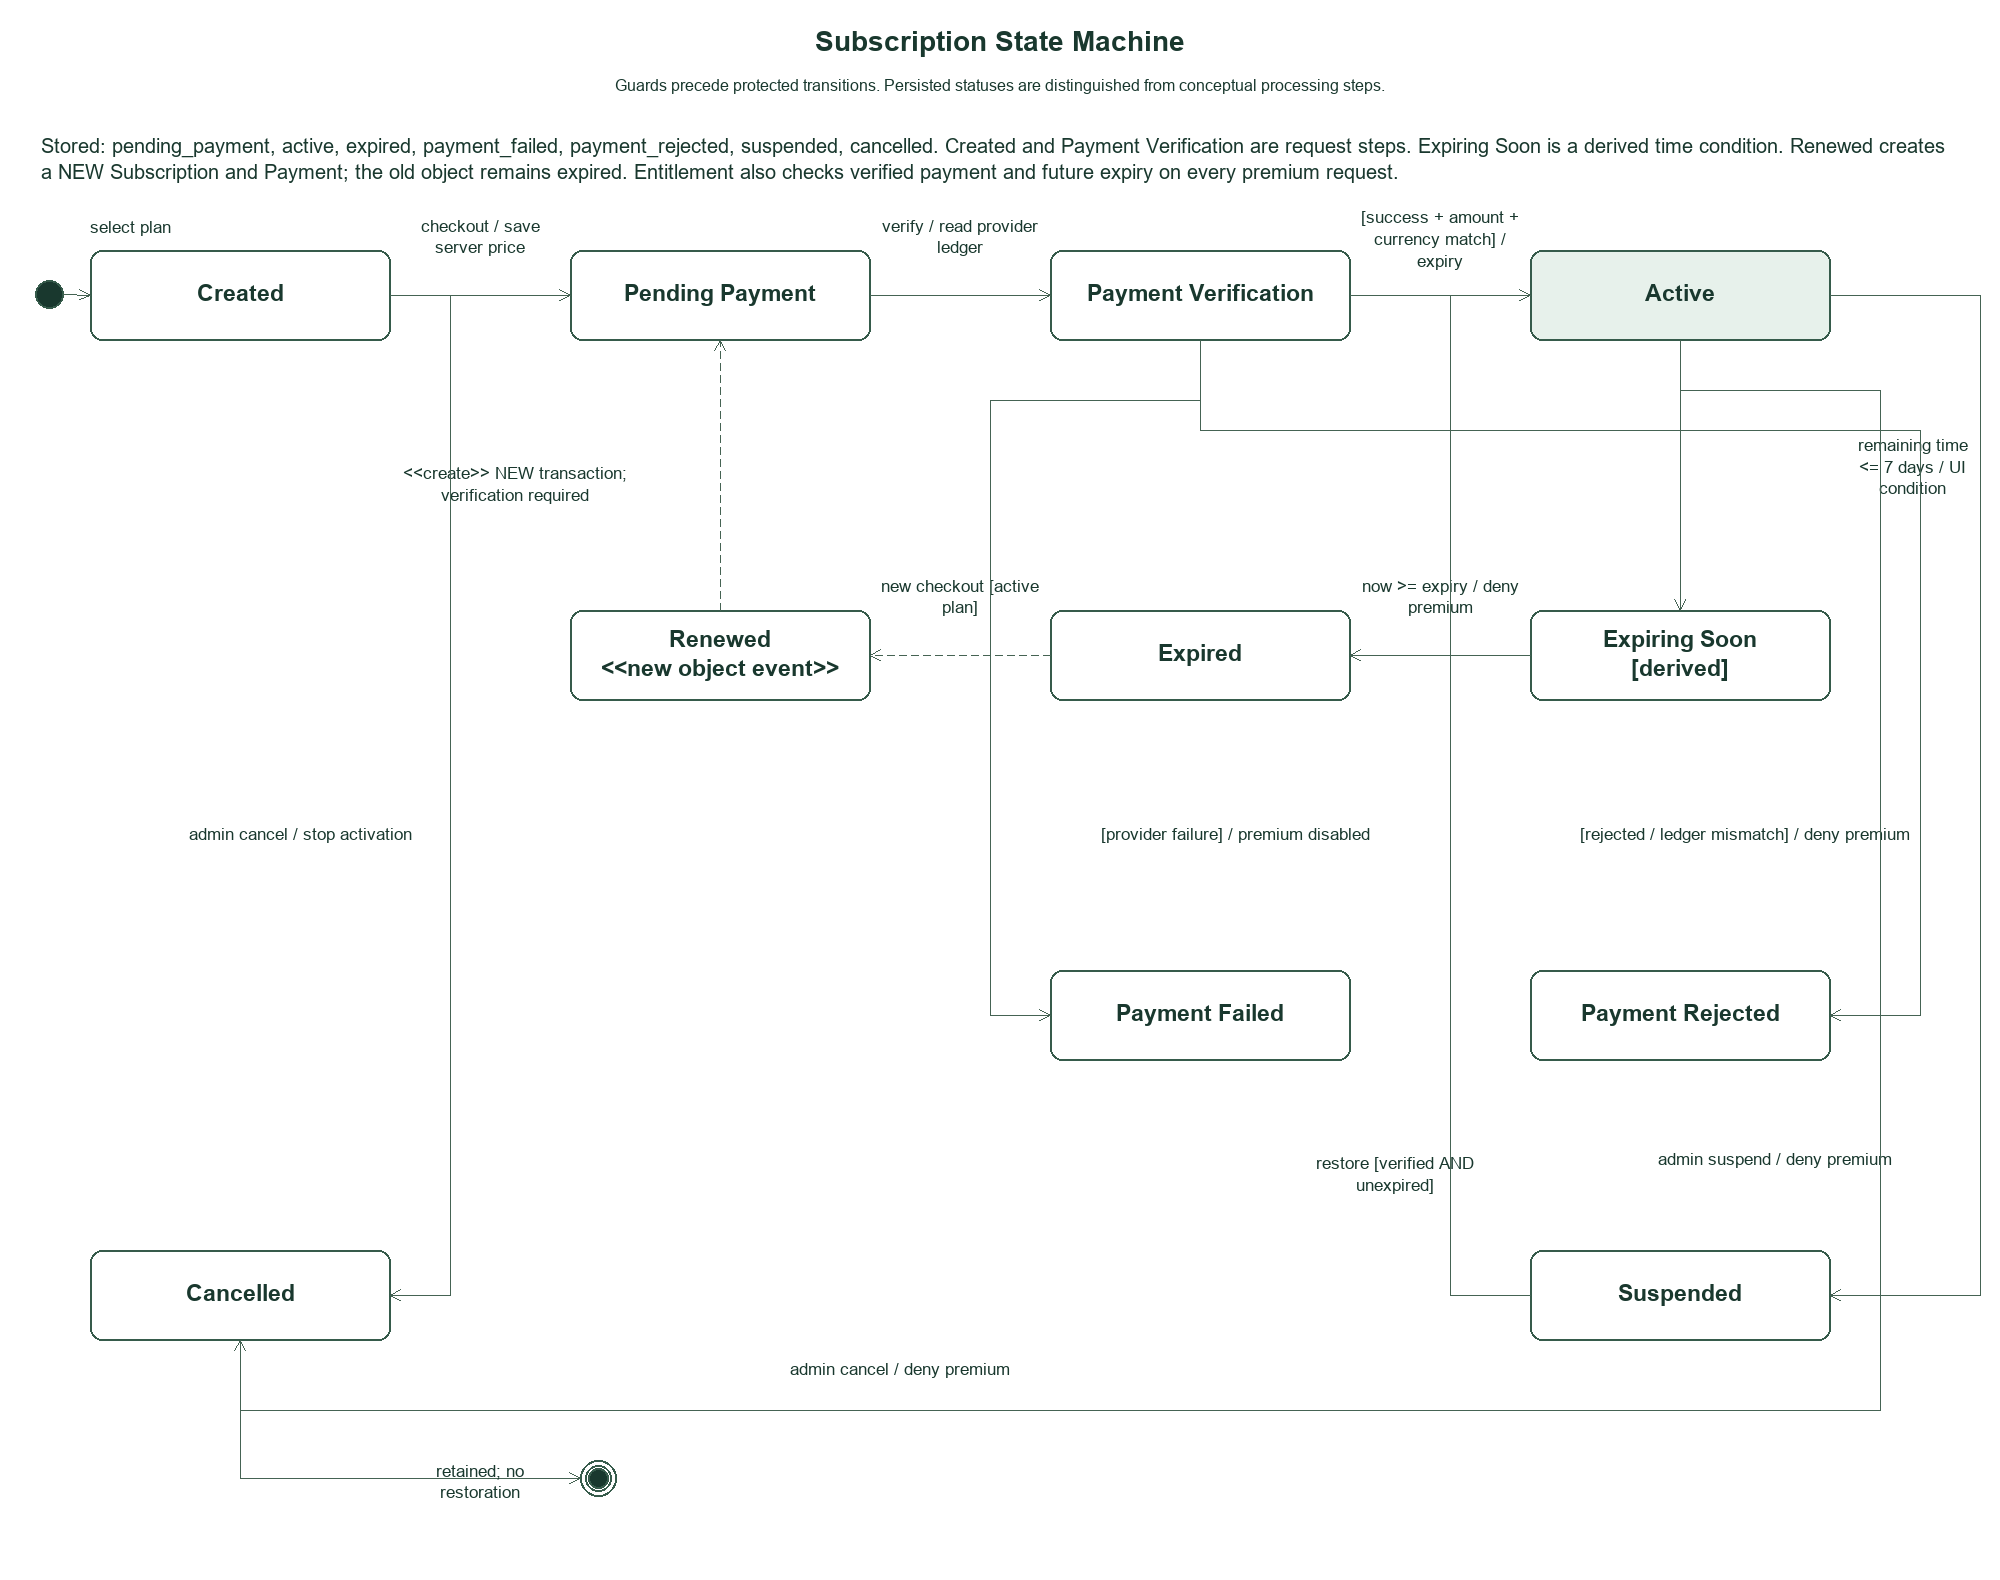 Subscription State Machine
Guards precede protected transitions. Persisted statuses are distinguished from conceptual processing steps.
Stored: pending_payment, active, expired, payment_failed, payment_rejected, suspended, cancelled. Created and Payment Verification are request steps. Expiring Soon is a derived time condition. Renewed creates
a NEW Subscription and Payment; the old object remains expired. Entitlement also checks verified payment and future expiry on every premium request.
select plan
checkout / save
server price
verify / read provider
ledger
[success + amount +
currency match] /
expiry
Created
Pending Payment
Payment Verification
Active
<<create>> NEW transaction;
verification required
remaining time
<= 7 days / UI
condition
new checkout [active
plan]
now >= expiry / deny
premium
Renewed
<<new object event>>
Expired
Expiring Soon
[derived]
admin cancel / stop activation
[provider failure] / premium disabled
[rejected / ledger mismatch] / deny premium
Payment Failed
Payment Rejected
restore [verified AND
unexpired]
admin suspend / deny premium
Cancelled
Suspended
admin cancel / deny premium
retained; no
restoration